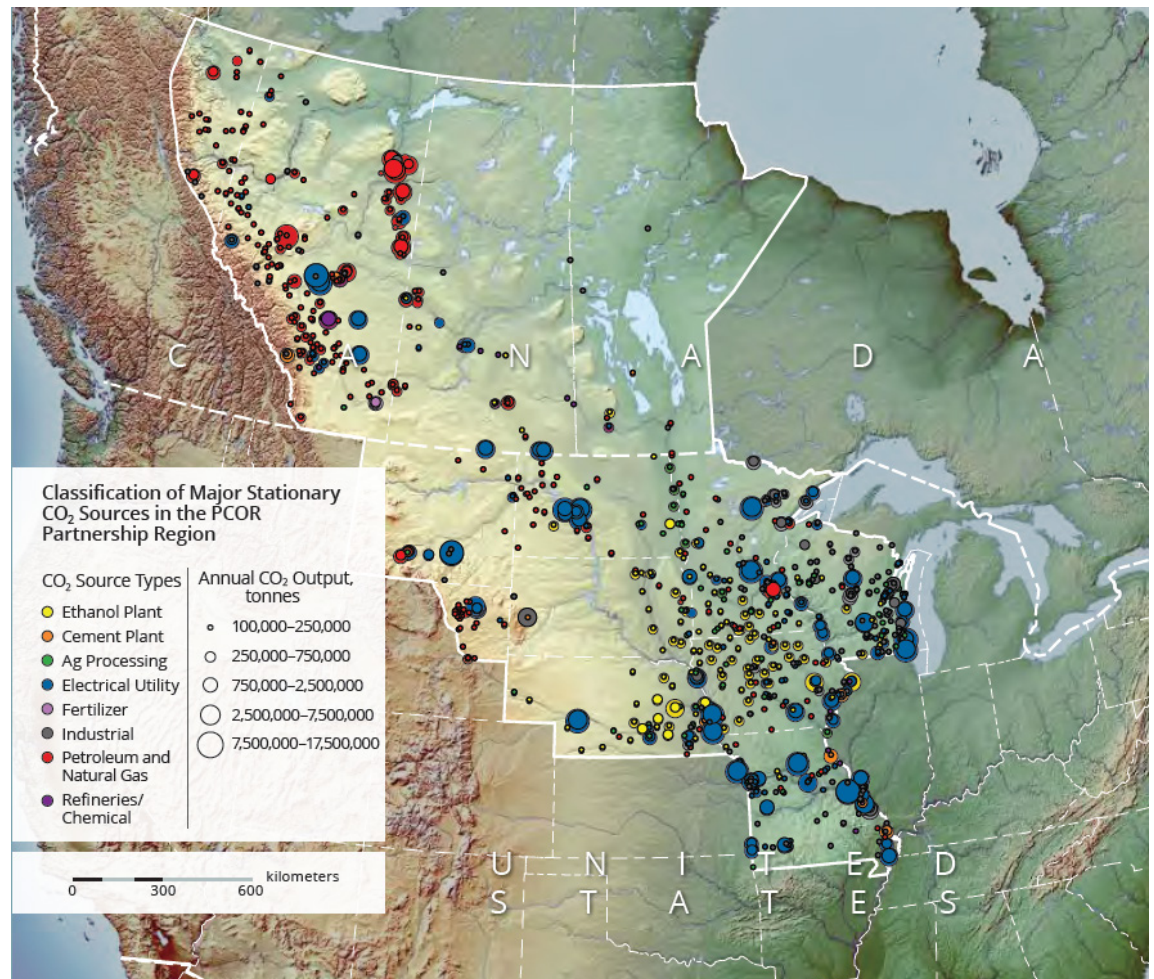 C A N A D A
Classification of Major Stationary
CO₂ Sources in the PCOR
Partnership Region
CO₂ Source Types
Ethanol Plant
Cement Plant
Ag Processing
Electrical Utility
Fertilizer
Industrial
Petroleum and
Natural Gas
Refineries/
Chemical
Annual CO₂ Output,
tonnes
100,000–250,000
250,000–750,000
750,000–2,500,000
2,500,000–7,500,000
7,500,000–17,500,000
0 300 600 kilometers
U N I T E D
S T A T E S